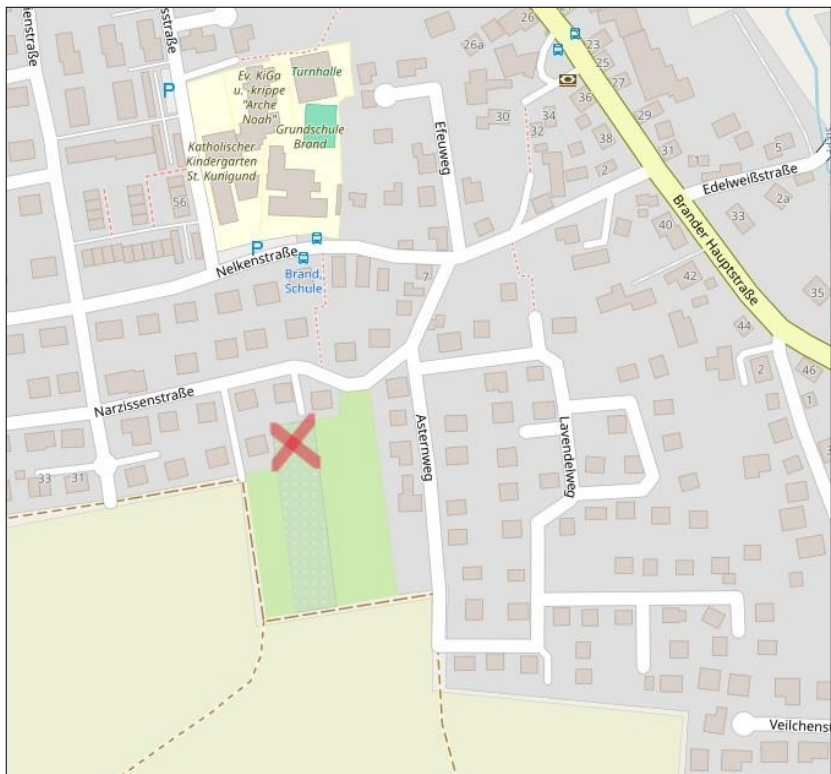 ienstraße
sstraße
P
Ev. KiGa
u. -krippe
"Arche
Noah"
Turnhalle
Grundschule
Brand
Katholischer
Kindergarten
St. Kunigund
56
P
Nelkenstraße
Brand,
Schule
7
Efeuweg
26
26a
23
25
27
36
29
30
34
32
38
31
2
1
5
Edelweißstraße
2a
33
40
Brander Hauptstraße
42
35
44
46
2
1
Narzissenstraße
33
31
Asternweg
Lavendelweg
Veilchenst